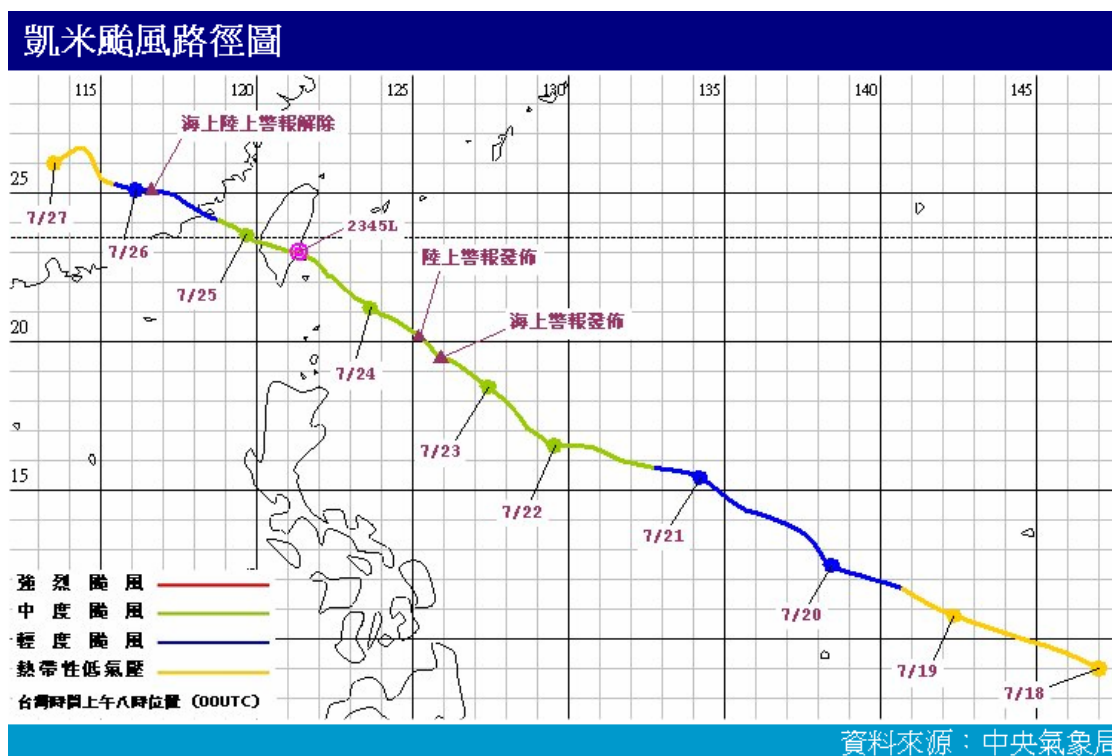 凱米颱風路徑圖
115 120 125 130 135 140 145
海上陸上警報解除
25
7/27
7/26
2345L
7/25
陸上警報發佈
海上警報發佈
20
7/24
7/23
15
7/22
7/21
7/20
7/19
7/18
強烈颱風
中度颱風
輕度颱風
熱帶性低氣壓
台灣時間上午八時位置 (00UTC)
資料來源：中央氣象局